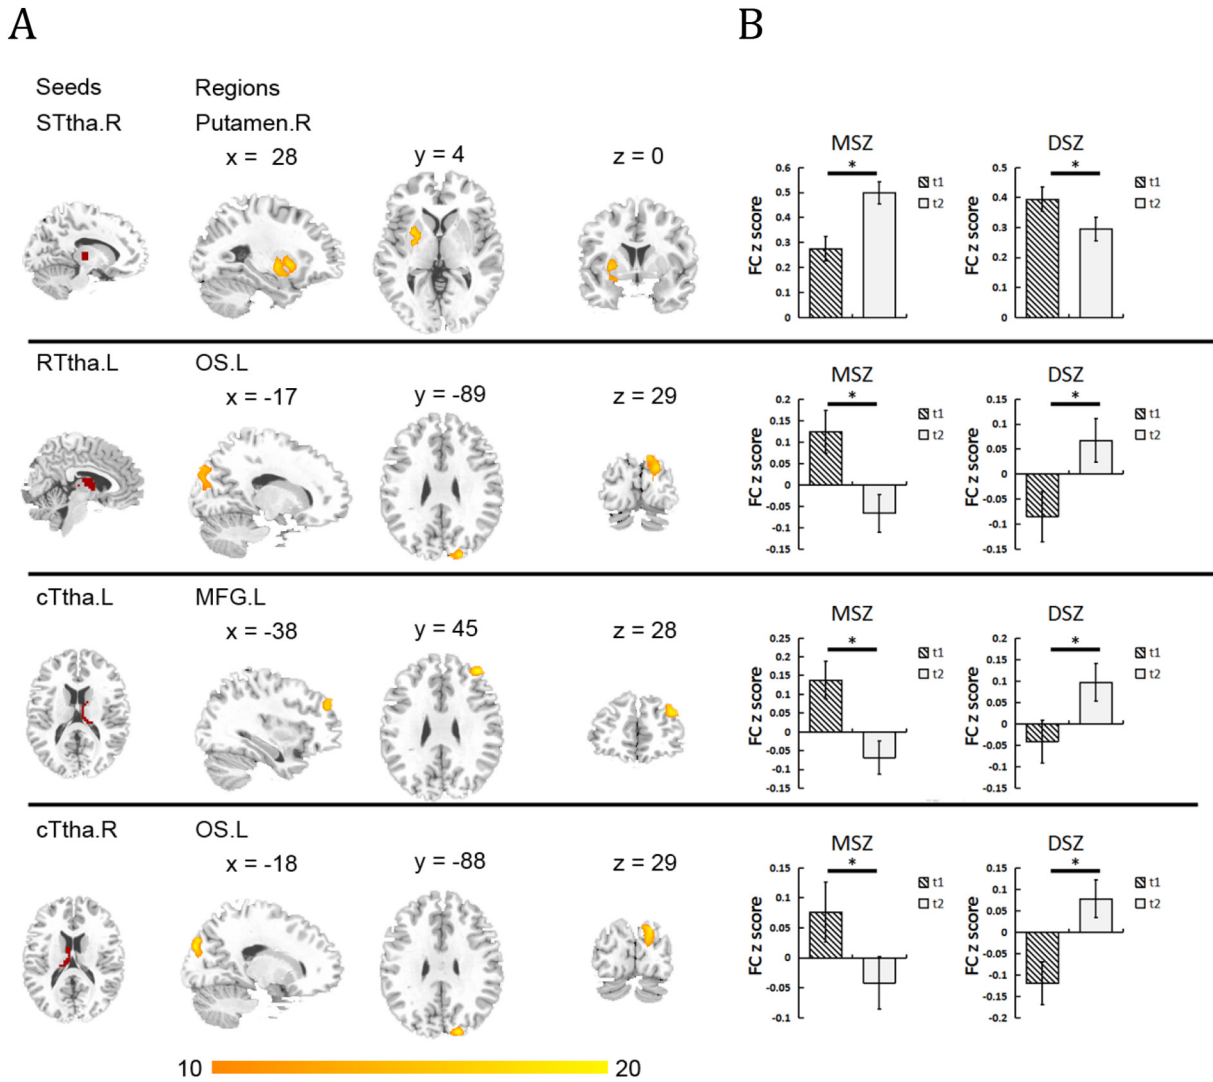 A
B
Seeds Regions
STtha.R Putamen.R
x = 28 y = 4 z = 0
MSZ
FC z score
0.6
0.5
0.4
0.3
0.2
0.1
0
*
t1
t2
DSZ
FC z score
0.5
0.4
0.3
0.2
0.1
0
*
t1
t2
RTtha.L OS.L
x = -17 y = -89 z = 29
MSZ
FC z score
0.2
0.15
0.1
0.05
0
-0.05
-0.1
-0.15
*
t1
t2
DSZ
FC z score
0.15
0.1
0.05
0
-0.05
-0.1
-0.15
*
t1
t2
cTtha.L MFG.L
x = -38 y = 45 z = 28
MSZ
FC z score
0.25
0.2
0.15
0.1
0.05
0
-0.05
-0.1
-0.15
*
t1
t2
DSZ
FC z score
0.2
0.15
0.1
0.05
0
-0.05
-0.1
-0.15
*
t1
t2
cTtha.R OS.L
x = -18 y = -88 z = 29
MSZ
FC z score
0.15
0.1
0.05
0
-0.05
-0.1
*
t1
t2
DSZ
FC z score
0.15
0.1
0.05
0
-0.05
-0.1
-0.15
-0.2
*
t1
t2
10 20